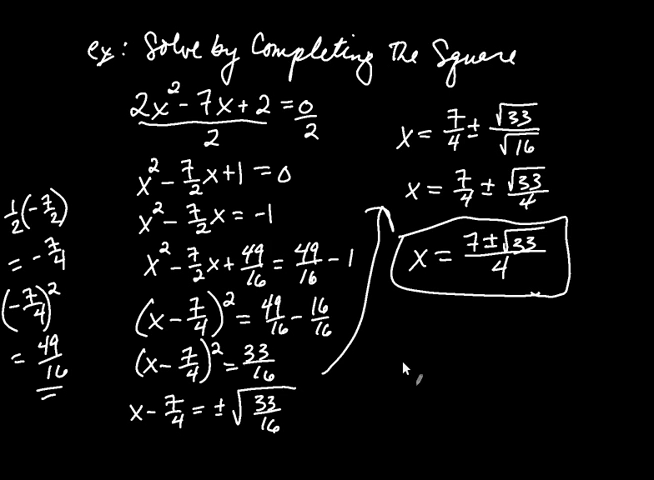 ex: Solve by Completing the Square
2x² - 7x + 2 = 0
2 2
x² - 7/2 x + 1 = 0
x² - 7/2 x = -1
x² - 7/2 x + 49/16 = 49/16 - 1
(x - 7/4)² = 49/16 - 16/16
(x - 7/4)² = 33/16
x - 7/4 = ± √(33/16)
1/2(-7/2)
= -7/4
(-7/4)²
= 49/16
x = 7/4 ± √33/√16
x = 7/4 ± √33/4
x = (7 ± √33)/4